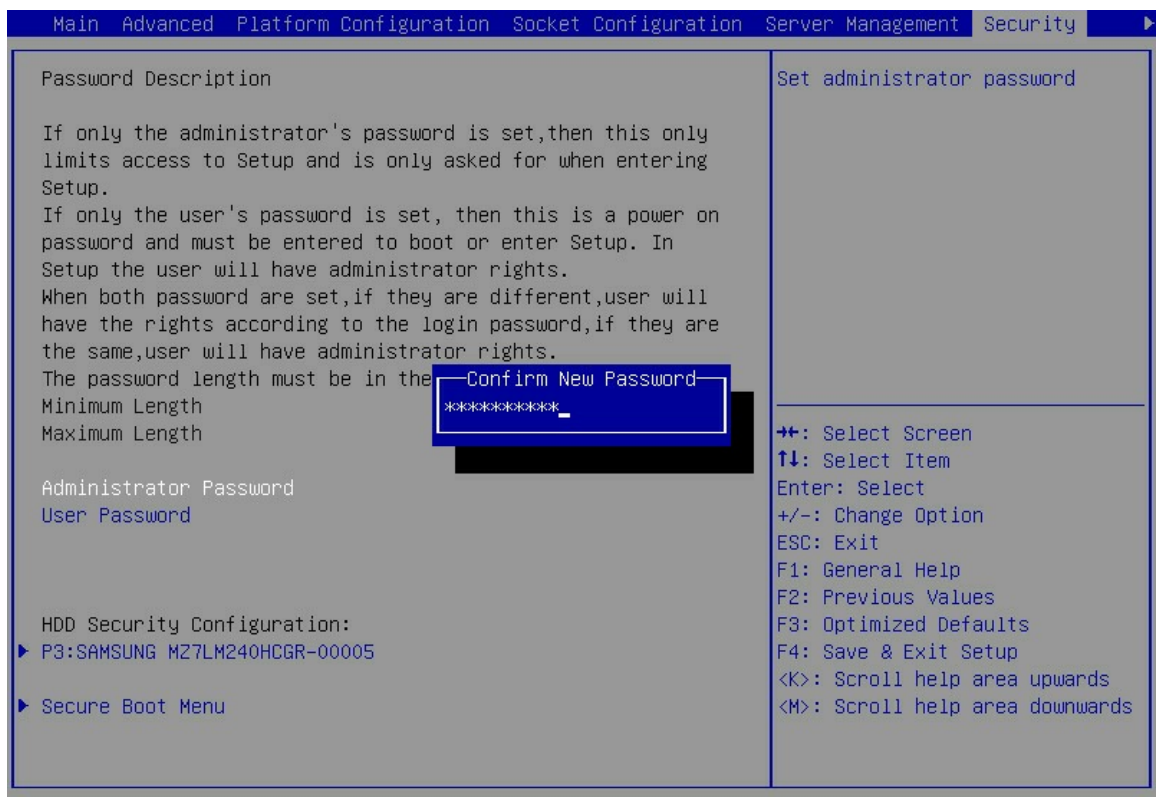 Main Advanced Platform Configuration Socket Configuration Server Management Security
Password Description
If only the administrator's password is set,then this only
limits access to Setup and is only asked for when entering
Setup.
If only the user's password is set, then this is a power on
password and must be entered to boot or enter Setup. In
Setup the user will have administrator rights.
When both password are set,if they are different,user will
have the rights according to the login password,if they are
the same,user will have administrator rights.
The password length must be in the
Minimum Length
Maximum Length
Confirm New Password
**********
Administrator Password
User Password
HDD Security Configuration:
P3:SAMSUNG MZ7LM240HCGR-00005
Secure Boot Menu
Set administrator password
→←: Select Screen
↑↓: Select Item
Enter: Select
+/-: Change Option
ESC: Exit
F1: General Help
F2: Previous Values
F3: Optimized Defaults
F4: Save & Exit Setup
<K>: Scroll help area upwards
<M>: Scroll help area downwards